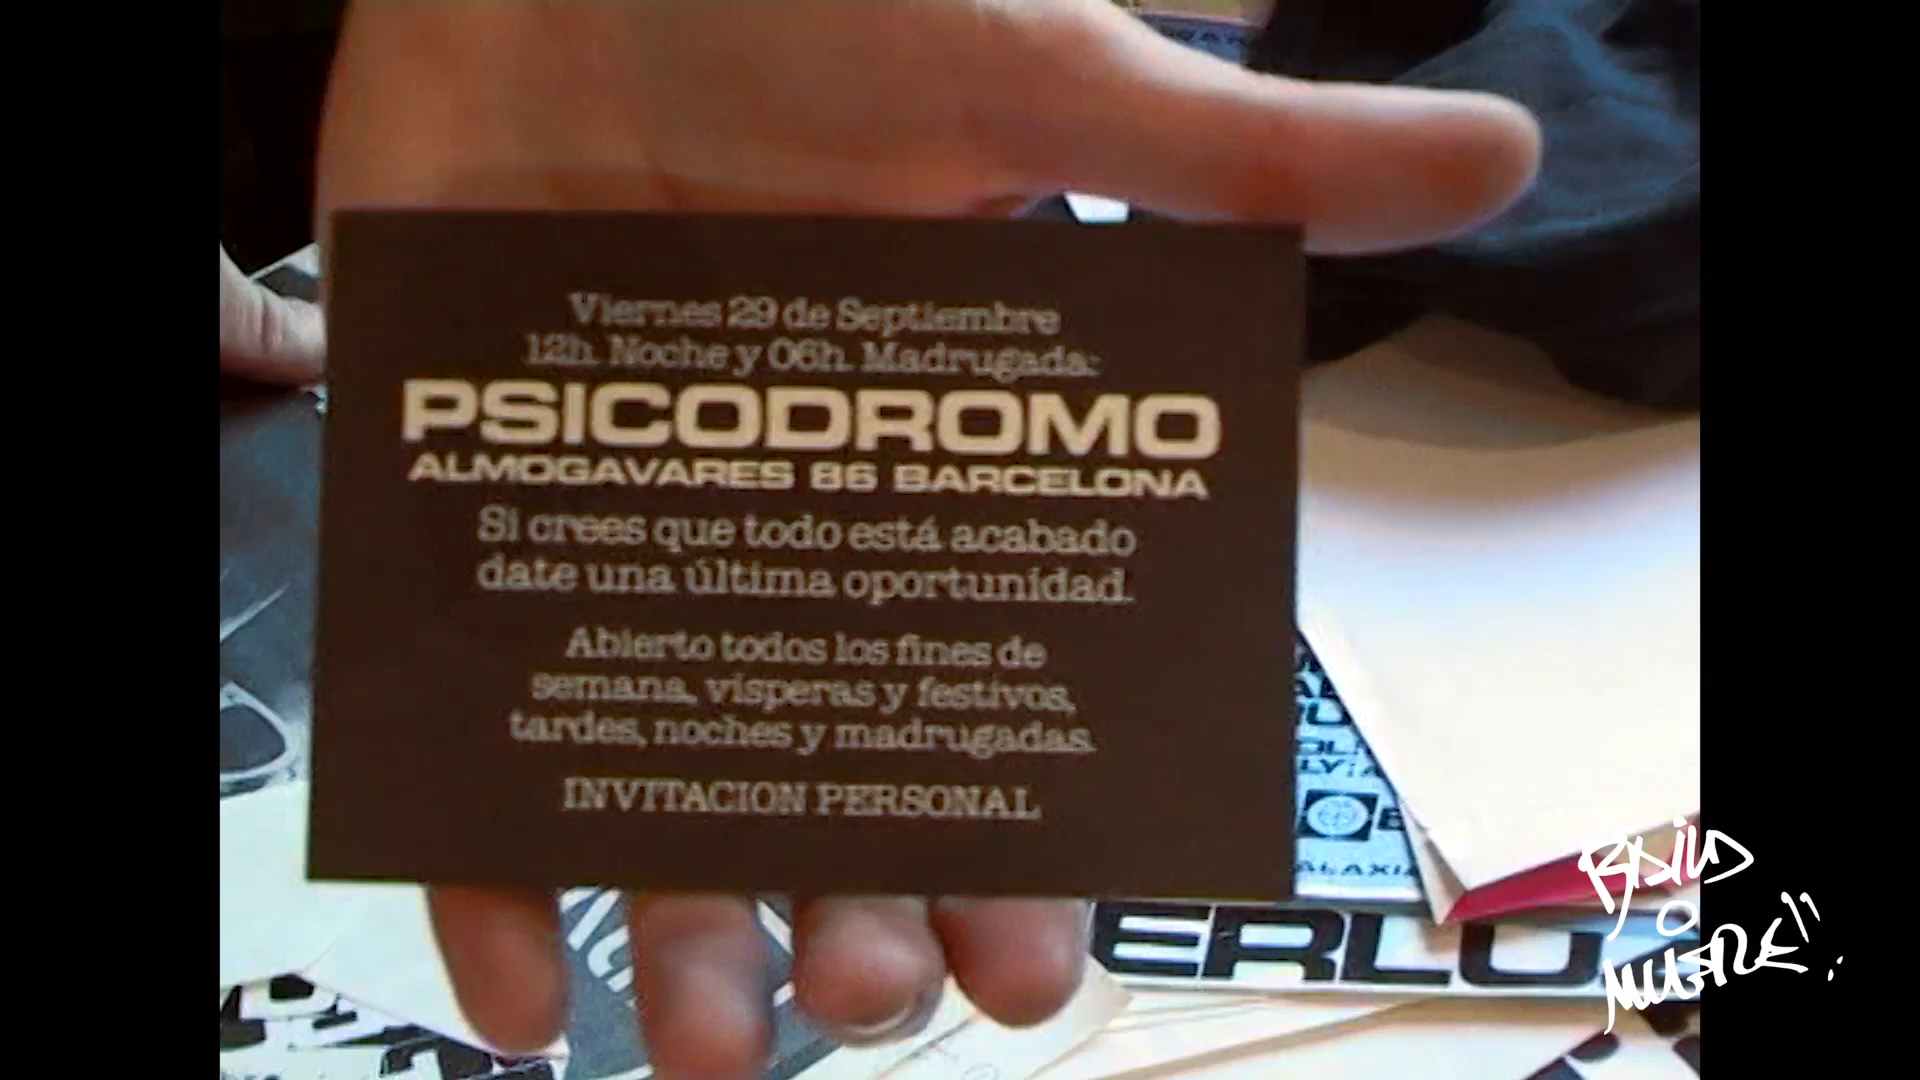 Viernes 29 de Septiembre
12h. Noche y 06h. Madrugada:
PSICODROMO
ALMOGAVARES 86 BARCELONA
Si crees que todo está acabado
date una última oportunidad.
Abierto todos los fines de
semana, vísperas y festivos,
tardes, noches y madrugadas.
INVITACION PERSONAL
ALAXIA
ERLO